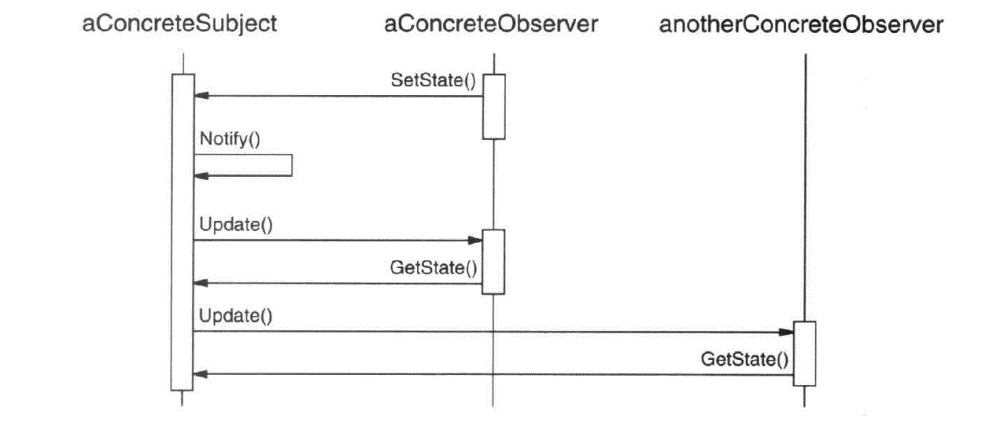 aConcreteSubject aConcreteObserver anotherConcreteObserver
SetState()
Notify()
Update()
GetState()
Update()
GetState()